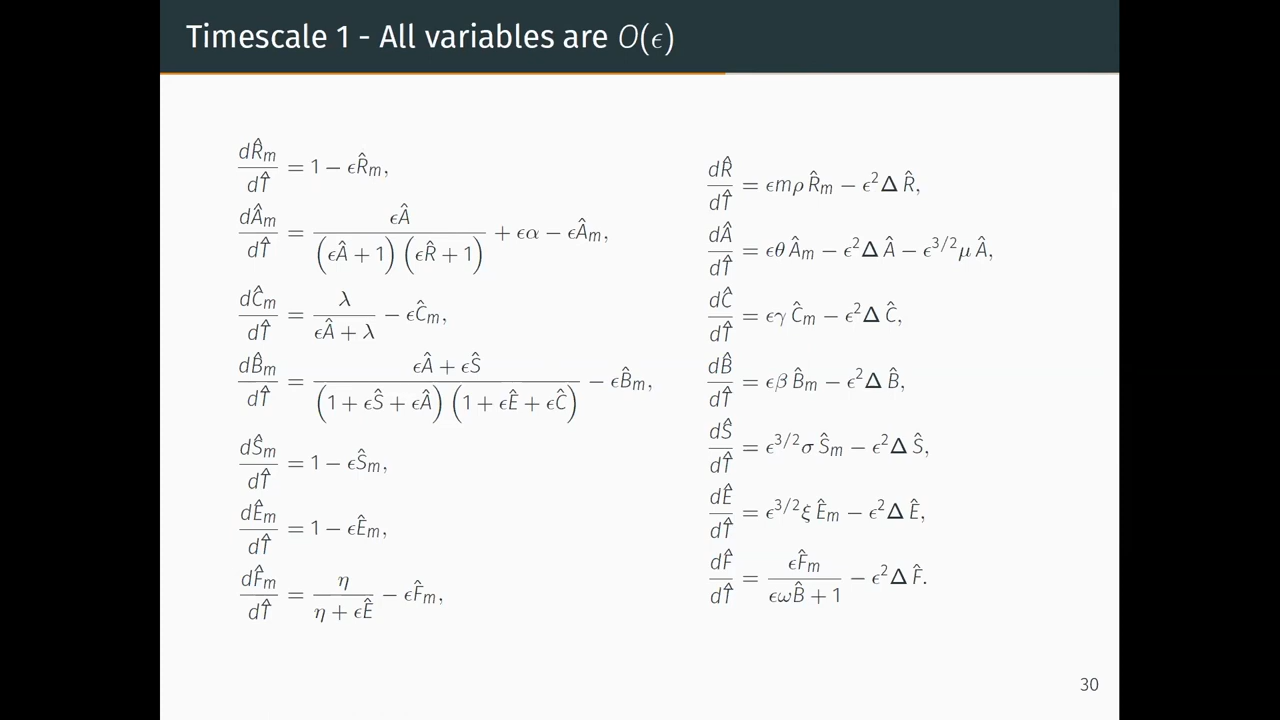 Timescale 1 - All variables are O(ϵ)
dR̂ₘ/dT̂ = 1 − ϵR̂ₘ,
dÂₘ/dT̂ = ϵÂ / ((ϵÂ + 1)(ϵR̂ + 1)) + ϵα − ϵÂₘ,
dĈₘ/dT̂ = λ / (ϵÂ + λ) − ϵĈₘ,
dB̂ₘ/dT̂ = (ϵÂ + ϵŜ) / ((1 + ϵŜ + ϵÂ)(1 + ϵÊ + ϵĈ)) − ϵB̂ₘ,
dŜₘ/dT̂ = 1 − ϵŜₘ,
dÊₘ/dT̂ = 1 − ϵÊₘ,
dF̂ₘ/dT̂ = η / (η + ϵÊ) − ϵF̂ₘ,
dR̂/dT̂ = ϵmρ R̂ₘ − ϵ²Δ R̂,
dÂ/dT̂ = ϵθ Âₘ − ϵ²Δ Â − ϵ^{3/2}μ Â,
dĈ/dT̂ = ϵγ Ĉₘ − ϵ²Δ Ĉ,
dB̂/dT̂ = ϵβ B̂ₘ − ϵ²Δ B̂,
dŜ/dT̂ = ϵ^{3/2}σ Ŝₘ − ϵ²Δ Ŝ,
dÊ/dT̂ = ϵ^{3/2}ξ Êₘ − ϵ²Δ Ê,
dF̂/dT̂ = ϵF̂ₘ / (ϵωB̂ + 1) − ϵ²Δ F̂.
30